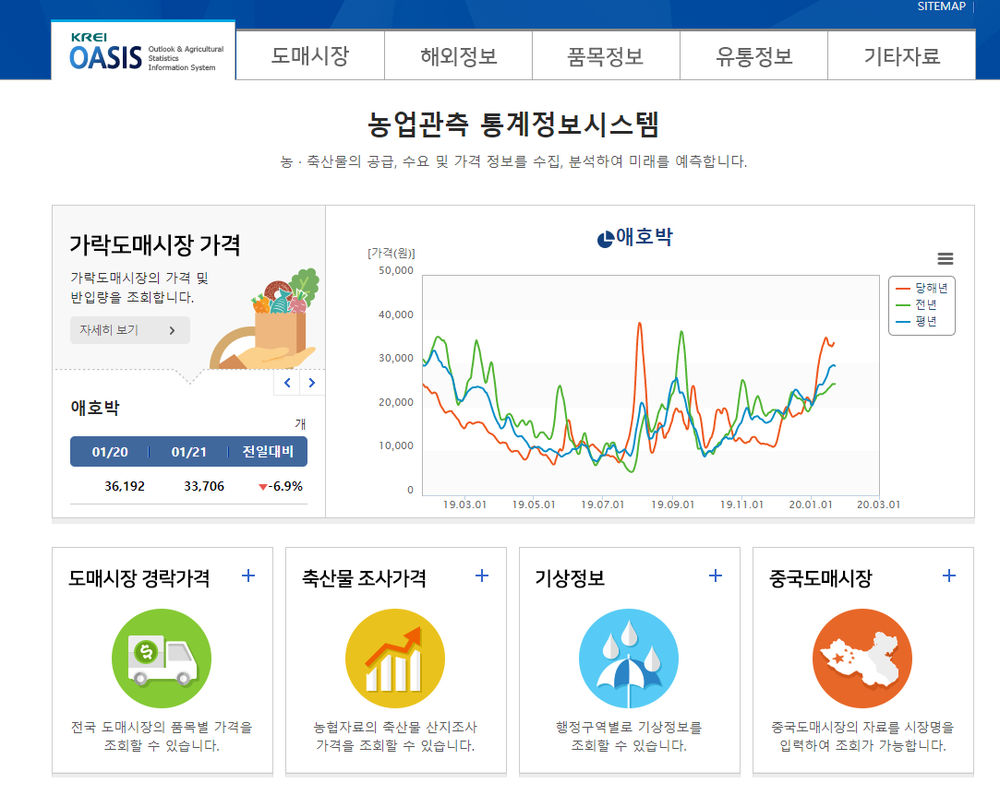 SITEMAP
KREI
OASIS
Outlook & Agricultural
Statistics
Information System
도매시장
해외정보
품목정보
유통정보
기타자료
농업관측 통계정보시스템
농 · 축산물의 공급, 수요 및 가격 정보를 수집, 분석하여 미래를 예측합니다.
가락도매시장 가격
가락도매시장의 가격 및
반입량을 조회합니다.
자세히 보기
애호박
개
01/20 01/21 전일대비
36,192 33,706 ▼-6.9%
애호박
[가격(원)]
50,000
40,000
30,000
20,000
10,000
0
19.03.01 19.05.01 19.07.01 19.09.01 19.11.01 20.01.01 20.03.01
당해년
전년
평년
도매시장 경락가격
전국 도매시장의 품목별 가격을
조회할 수 있습니다.
축산물 조사가격
농협자료의 축산물 산지조사
가격을 조회할 수 있습니다.
기상정보
행정구역별로 기상정보를
조회할 수 있습니다.
중국도매시장
중국도매시장의 자료를 시장명을
입력하여 조회가 가능합니다.